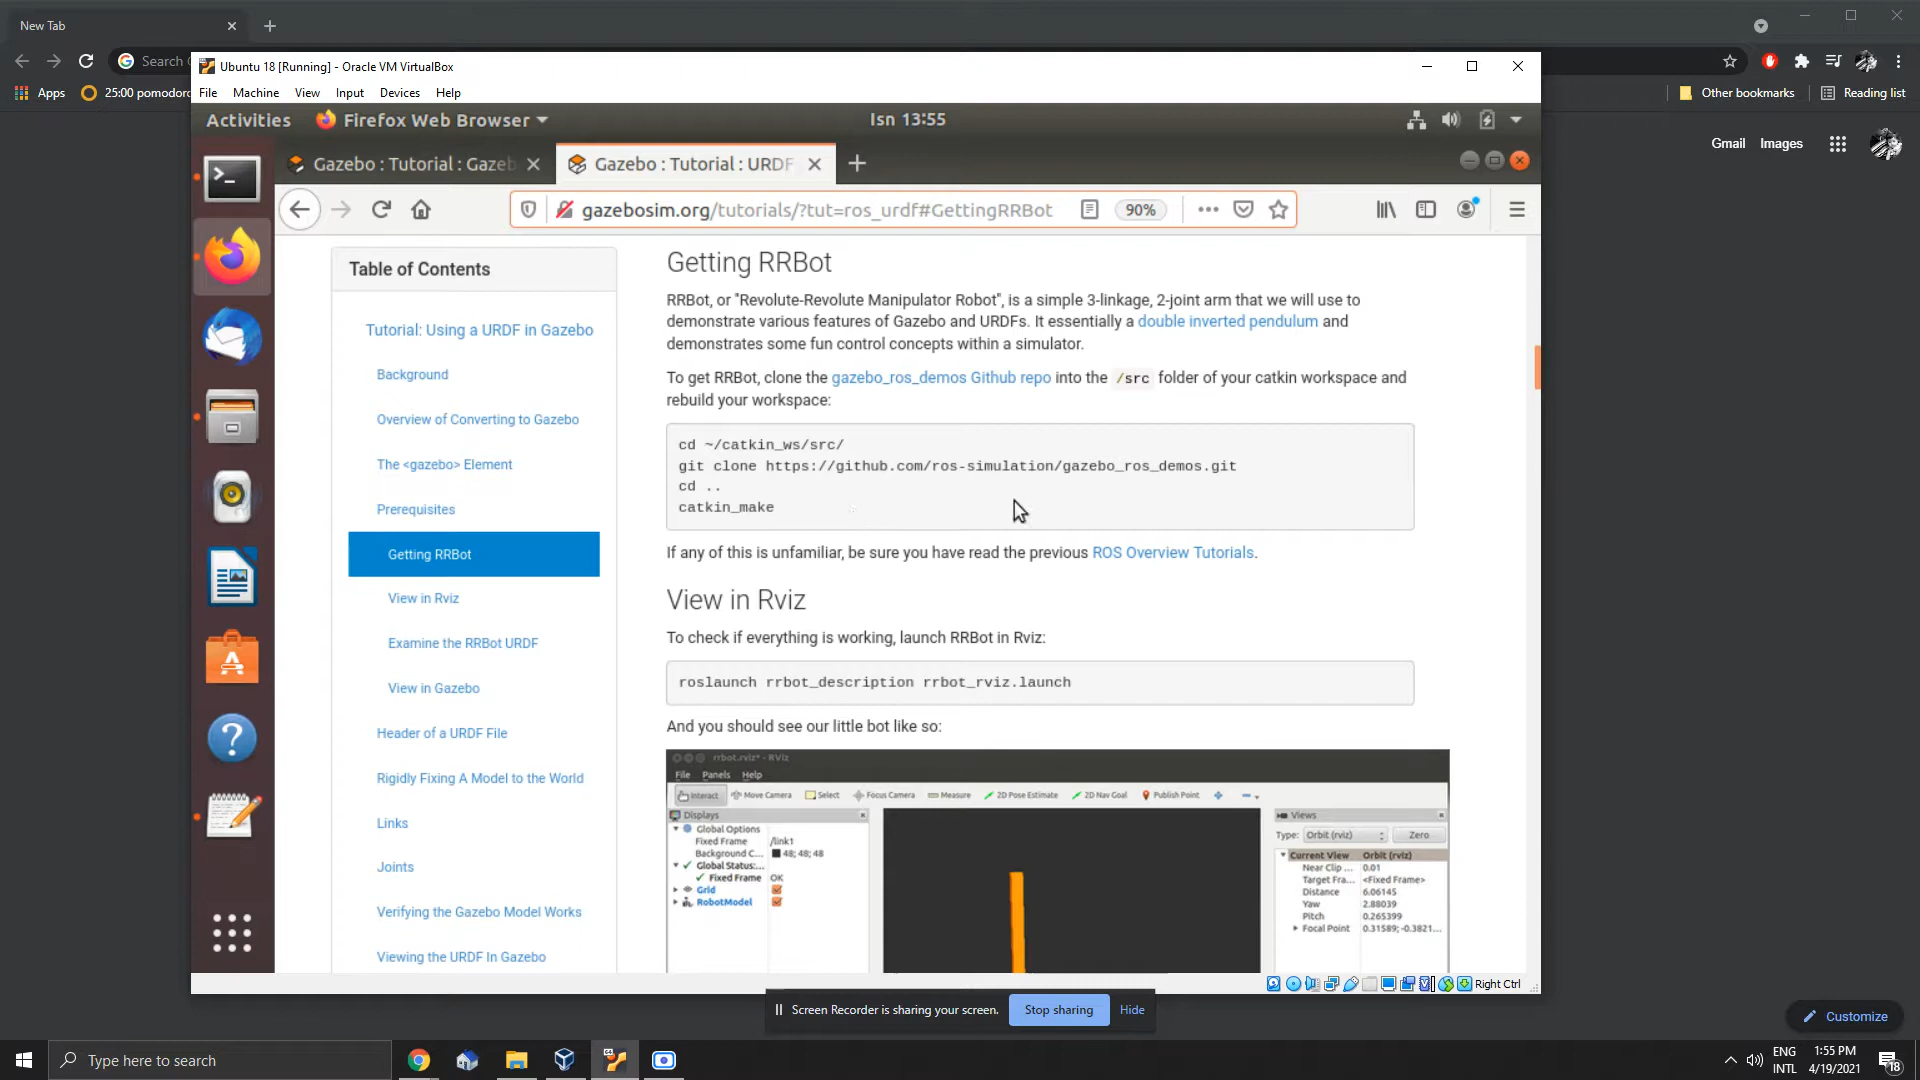 New Tab
Search
Apps
25:00 pomodoro
Other bookmarks
Reading list
Gmail
Images
Ubuntu 18 [Running] - Oracle VM VirtualBox
File Machine View Input Devices Help
Activities
Firefox Web Browser
Isn 13:55
Gazebo : Tutorial : Gazeb
Gazebo : Tutorial : URDF
gazebosim.org/tutorials/?tut=ros_urdf#GettingRRBot
90%
Table of Contents
Tutorial: Using a URDF in Gazebo
Background
Overview of Converting to Gazebo
The <gazebo> Element
Prerequisites
Getting RRBot
View in Rviz
Examine the RRBot URDF
View in Gazebo
Header of a URDF File
Rigidly Fixing A Model to the World
Links
Joints
Verifying the Gazebo Model Works
Viewing the URDF In Gazebo
Getting RRBot
RRBot, or "Revolute-Revolute Manipulator Robot", is a simple 3-linkage, 2-joint arm that we will use to
demonstrate various features of Gazebo and URDFs. It essentially a double inverted pendulum and
demonstrates some fun control concepts within a simulator.
To get RRBot, clone the gazebo_ros_demos Github repo into the /src folder of your catkin workspace and
rebuild your workspace:
cd ~/catkin_ws/src/
git clone https://github.com/ros-simulation/gazebo_ros_demos.git
cd ..
catkin_make
If any of this is unfamiliar, be sure you have read the previous ROS Overview Tutorials.
View in Rviz
To check if everything is working, launch RRBot in Rviz:
roslaunch rrbot_description rrbot_rviz.launch
And you should see our little bot like so:
rrbot.rviz* - RViz
File Panels Help
Interact Move Camera Select Focus Camera Measure 2D Pose Estimate 2D Nav Goal Publish Point
Displays
Global Options
Fixed Frame /link1
Background C... 48; 48; 48
Global Status:...
Fixed Frame OK
Grid
RobotModel
Views
Type: Orbit (rviz) Zero
Current View Orbit (rviz)
Near Clip ... 0.01
Target Fra... <Fixed Frame>
Distance 6.06145
Yaw 2.88039
Pitch 0.265399
Focal Point 0.31589; -0.3821...
Right Ctrl
Screen Recorder is sharing your screen.
Stop sharing
Hide
Customize
Type here to search
ENG
INTL
1:55 PM
4/19/2021
18